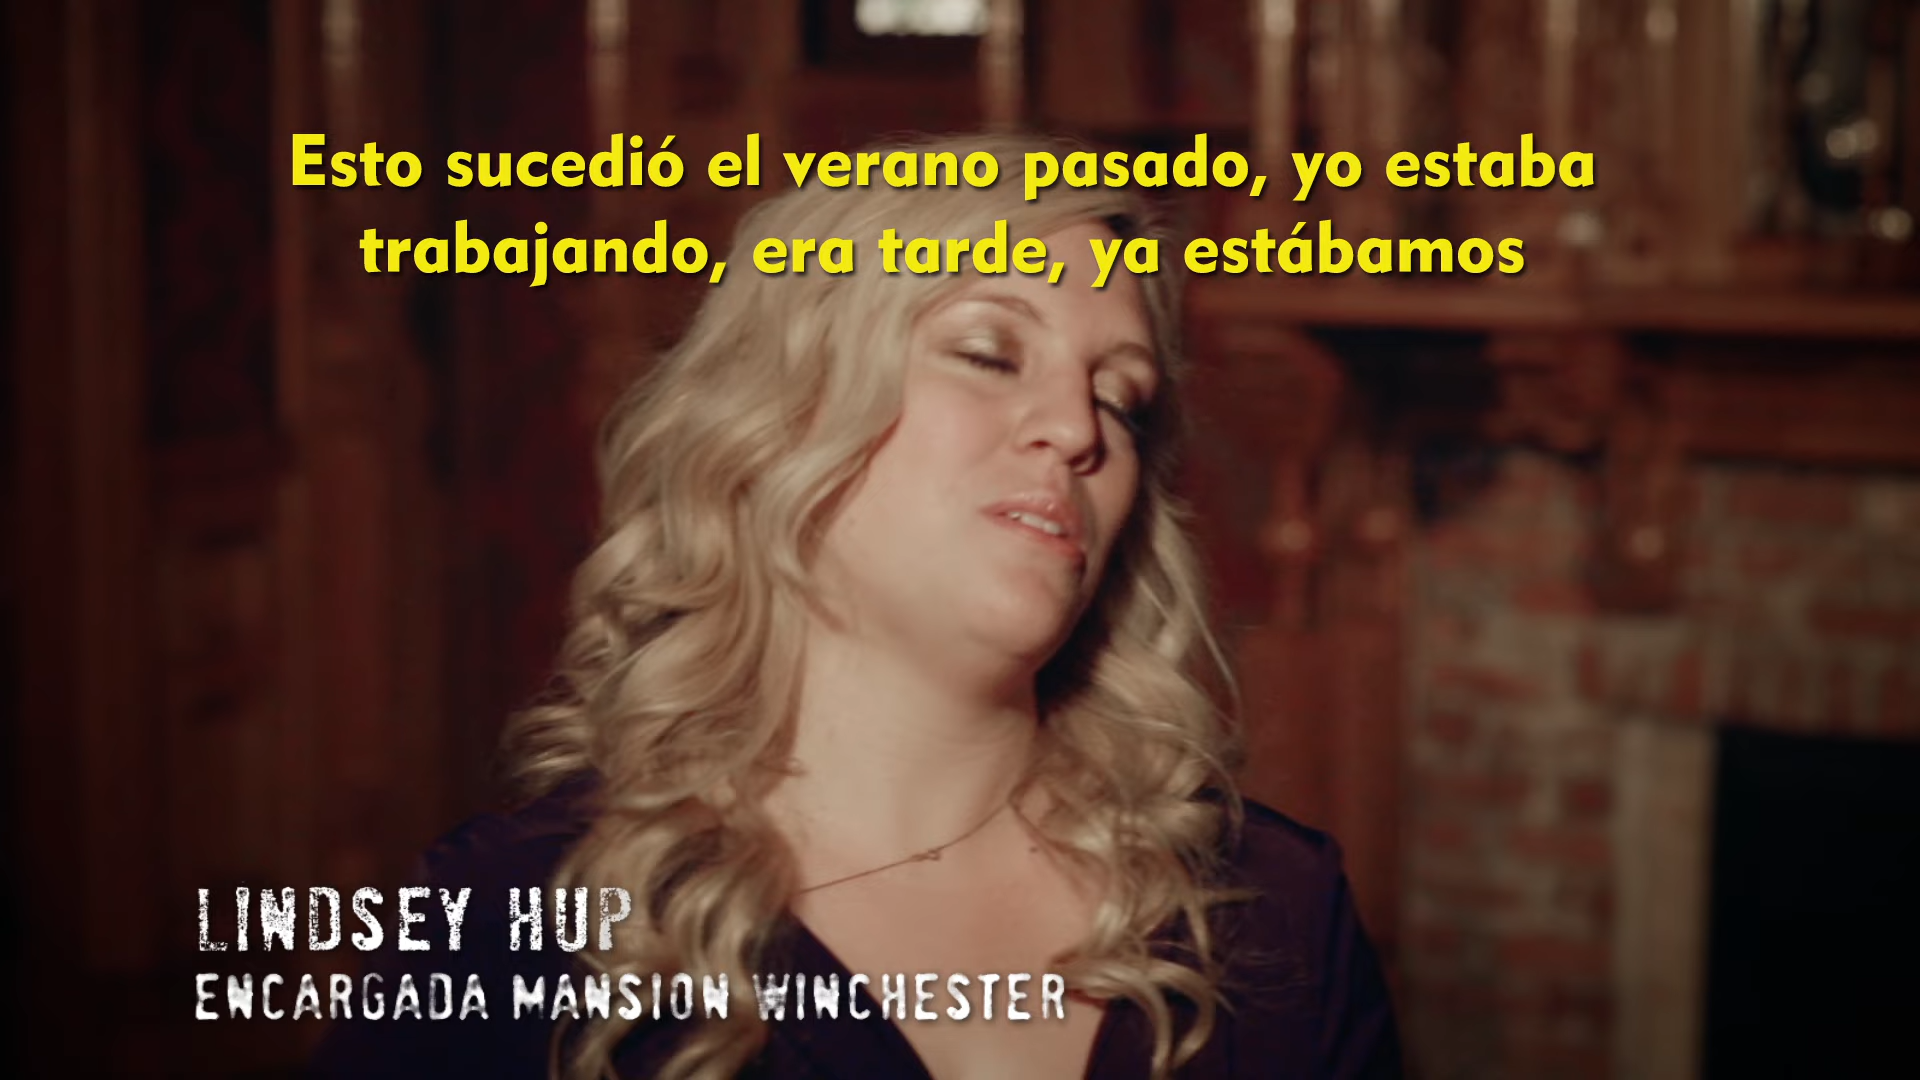 Esto sucedió el verano pasado, yo estaba
trabajando, era tarde, ya estábamos
LINDSEY HUP
ENCARGADA MANSION WINCHESTER